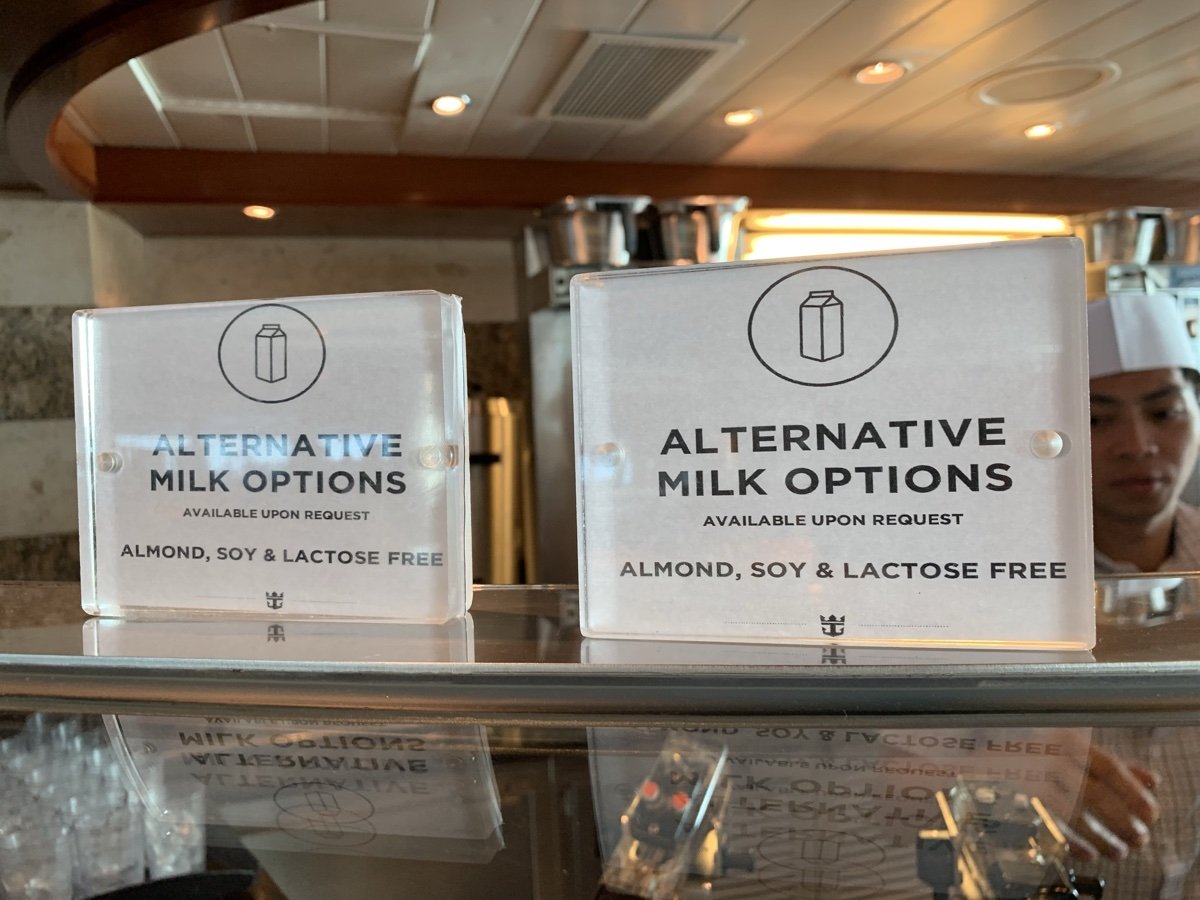 ALTERNATIVE
MILK OPTIONS
AVAILABLE UPON REQUEST
ALMOND, SOY & LACTOSE FREE
ALTERNATIVE
MILK OPTIONS
AVAILABLE UPON REQUEST
ALMOND, SOY & LACTOSE FREE